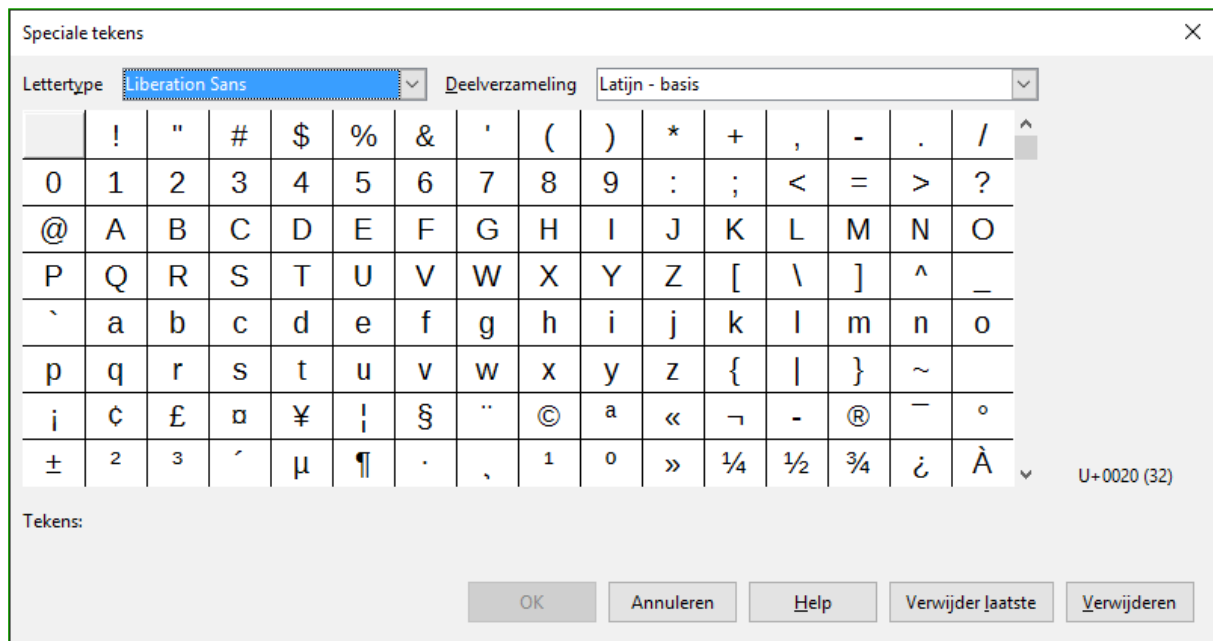 Speciale tekens
Lettertype Liberation Sans Deelverzameling Latijn - basis
! " # $ % & ' ( ) * + , - . /
0 1 2 3 4 5 6 7 8 9 : ; < = > ?
@ A B C D E F G H I J K L M N O
P Q R S T U V W X Y Z [ \ ] ^ _
` a b c d e f g h i j k l m n o
p q r s t u v w x y z { | } ~
¡ ¢ £ ¤ ¥ ¦ § ¨ © ª « ¬ - ® ¯ °
± ² ³ ´ µ ¶ · ¸ ¹ º » ¼ ½ ¾ ¿ À
U+0020 (32)
Tekens:
OK Annuleren Help Verwijder laatste Verwijderen